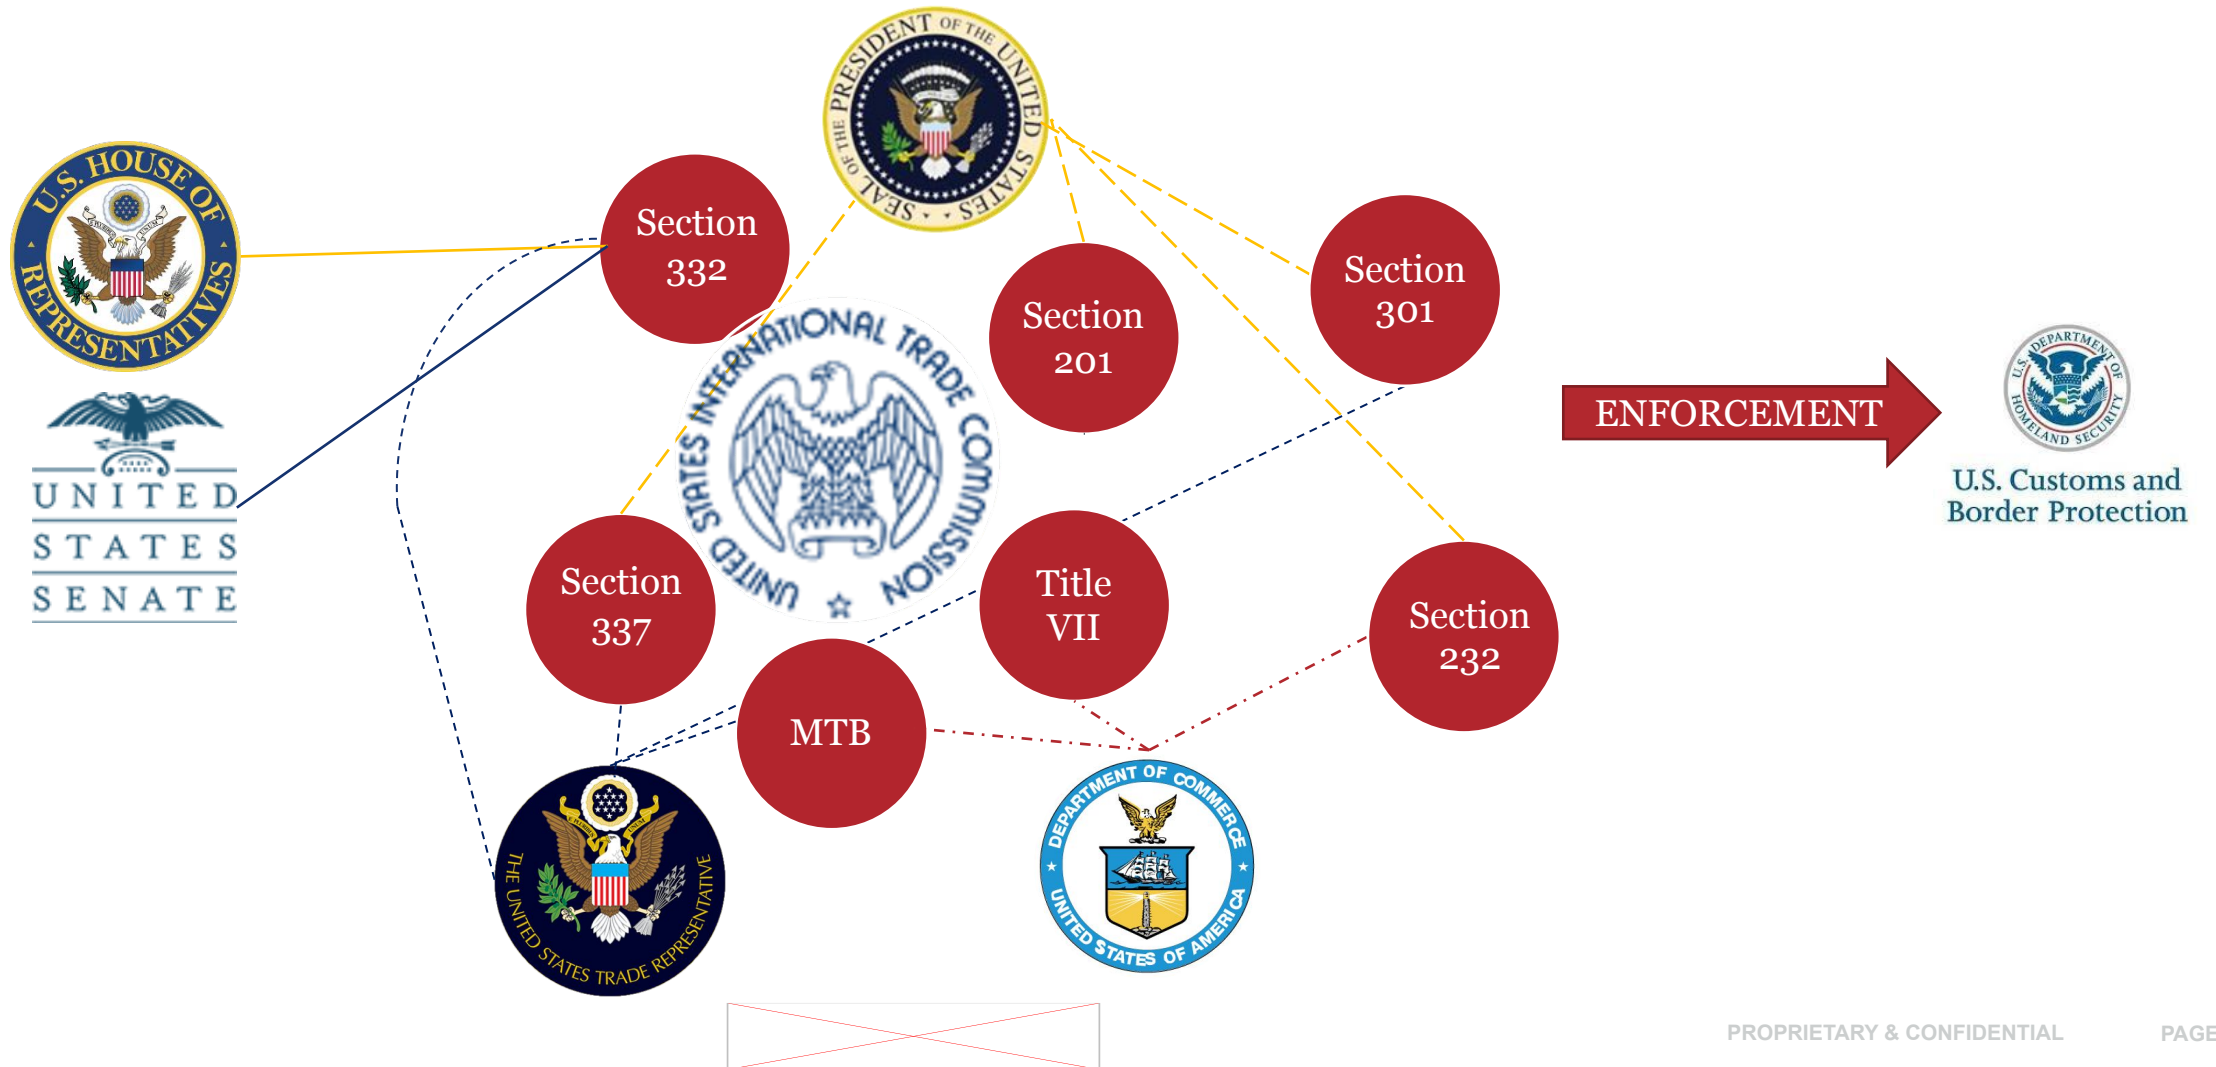 SEAL OF THE PRESIDENT OF THE UNITED STATES
U.S. HOUSE OF
REPRESENTATIVES
Section
332
Section
201
Section
301
UNITED STATES INTERNATIONAL TRADE COMMISSION
UNITED
STATES
SENATE
ENFORCEMENT
U.S. DEPARTMENT OF
HOMELAND SECURITY
U.S. Customs and
Border Protection
Section
337
Title
VII
Section
232
MTB
THE UNITED STATES TRADE REPRESENTATIVE
DEPARTMENT OF COMMERCE
UNITED STATES OF AMERICA
PROPRIETARY & CONFIDENTIAL
PAGE